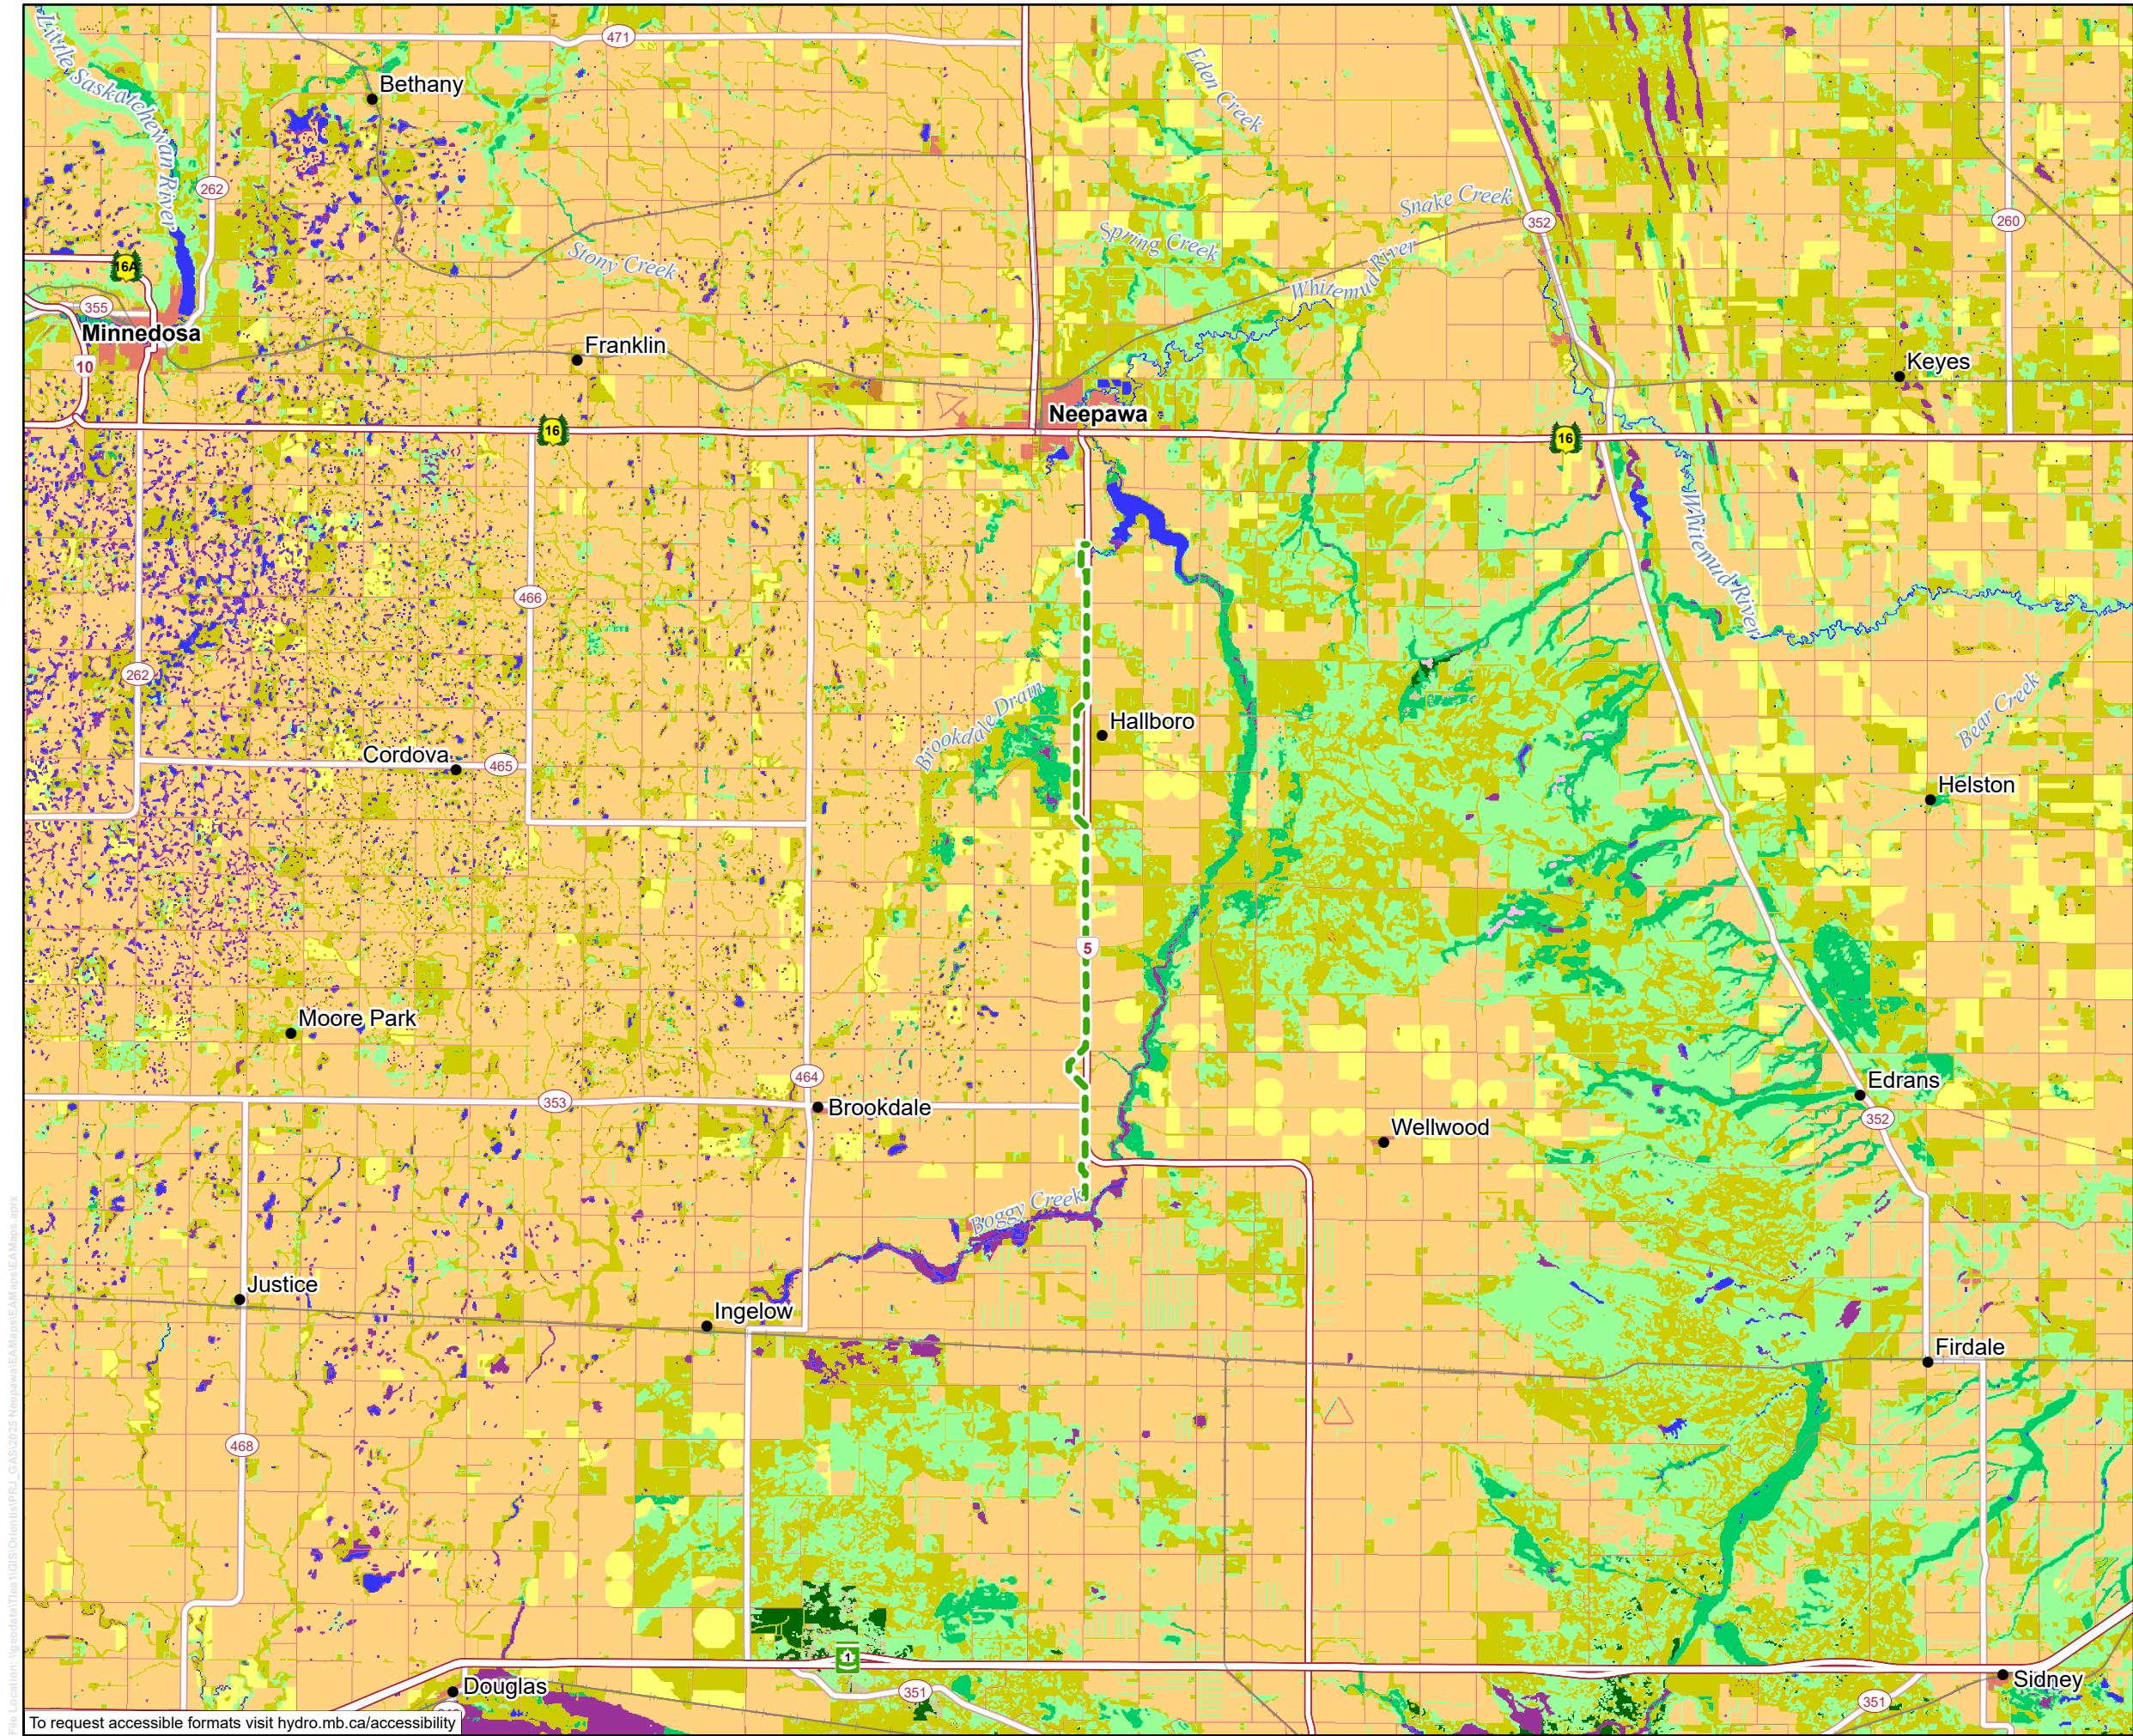 471
Little Saskatchewan River
Bethany
Eden Creek
262
Snake Creek
352
260
Spring Creek
Stony Creek
16A
Whitemud River
355
Minnedosa
Franklin
10
Keyes
Neepawa
16
16
Whitemud River
466
262
Brookdale Drain
Hallboro
Bear Creek
Cordova
465
Helston
5
Moore Park
464
Edrans
353
Brookdale
352
Wellwood
Boggy Creek
Justice
Ingelow
Firdale
468
1
Sidney
Douglas
351
351
To request accessible formats visit hydro.mb.ca/accessibility